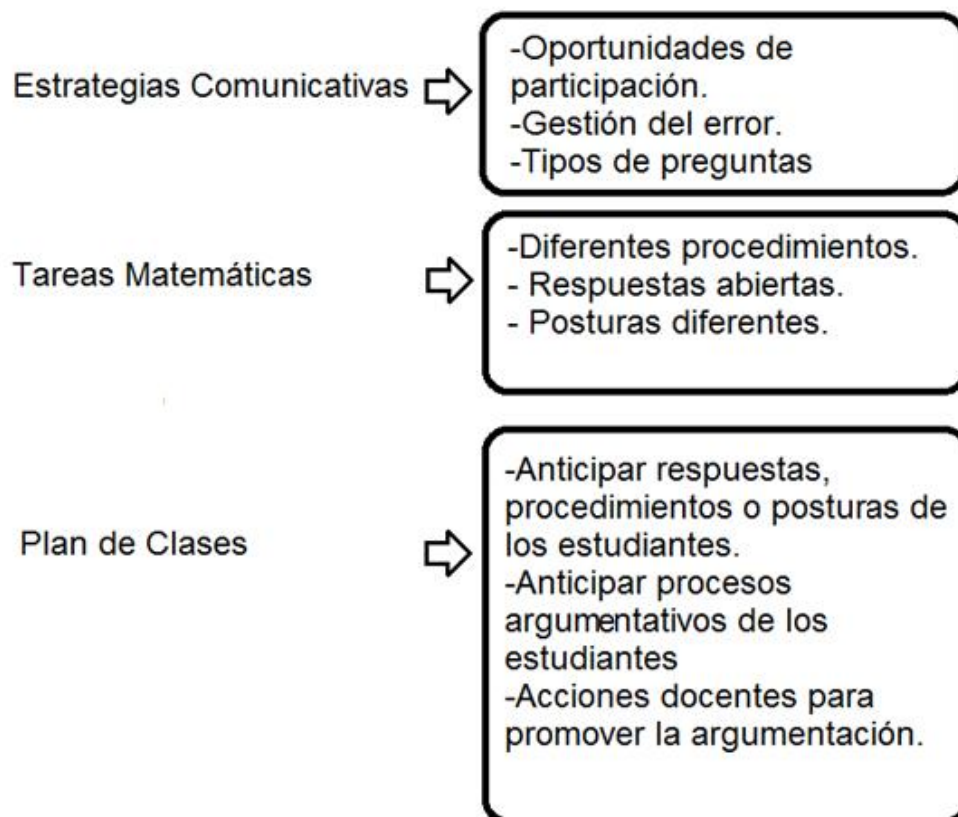 Estrategias Comunicativas
-Oportunidades de
participación.
-Gestión del error.
-Tipos de preguntas
Tareas Matemáticas
-Diferentes procedimientos.
- Respuestas abiertas.
- Posturas diferentes.
Plan de Clases
-Anticipar respuestas,
procedimientos o posturas de
los estudiantes.
-Anticipar procesos
argumentativos de los
estudiantes
-Acciones docentes para
promover la argumentación.